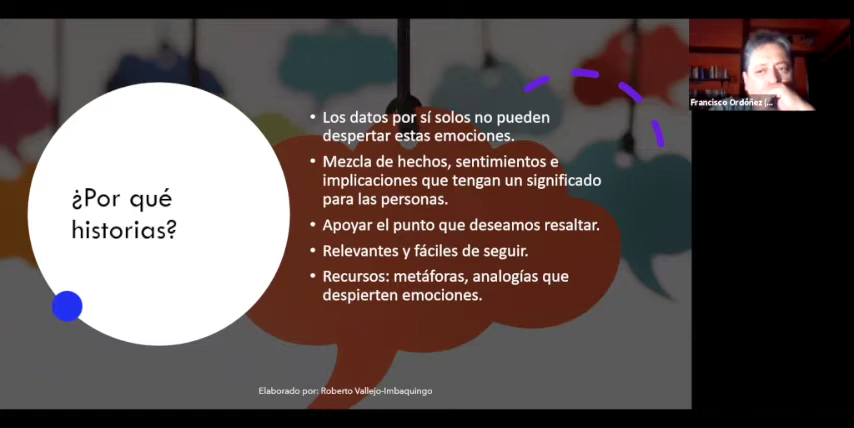 ¿Por qué
historias?
• Los datos por sí solos no pueden
despertar estas emociones.
• Mezcla de hechos, sentimientos e
implicaciones que tengan un significado
para las personas.
• Apoyar el punto que deseamos resaltar.
• Relevantes y fáciles de seguir.
• Recursos: metáforas, analogías que
despierten emociones.
Elaborado por: Roberto Vallejo-Imbaquingo
Francisco Ordóñez (...